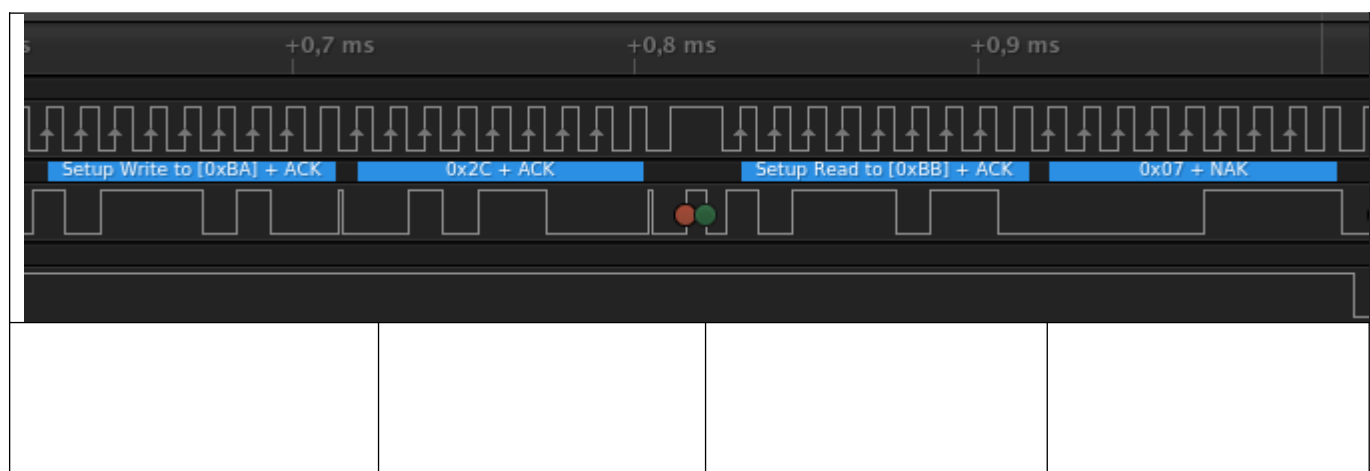 s +0,7 ms +0,8 ms +0,9 ms
Setup Write to [0xBA] + ACK 0x2C + ACK Setup Read to [0xBB] + ACK 0x07 + NAK